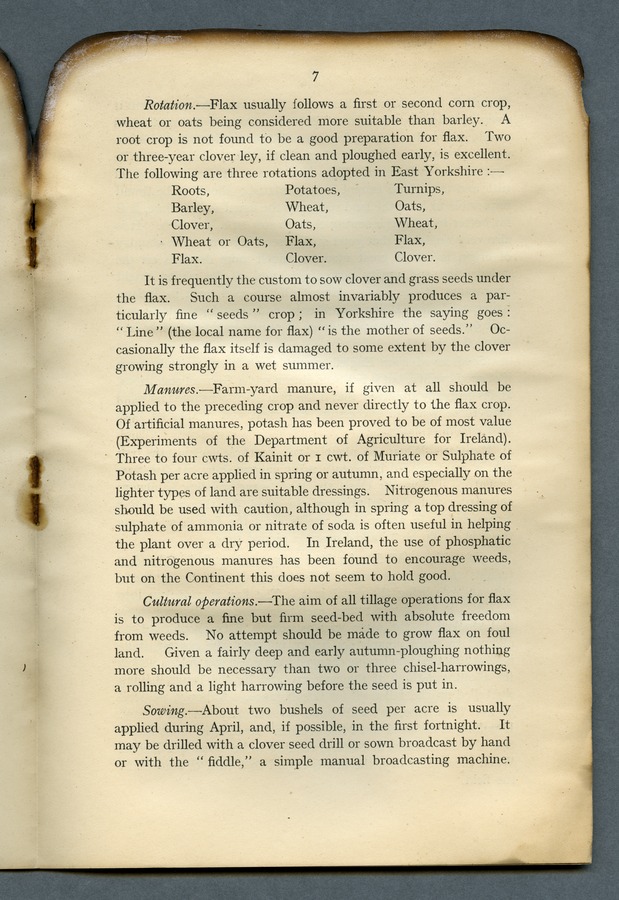 7
Rotation.—Flax usually follows a first or second corn crop,
wheat or oats being considered more suitable than barley. A
root crop is not found to be a good preparation for flax. Two
or three-year clover ley, if clean and ploughed early, is excellent.
The following are three rotations adopted in East Yorkshire :—
Roots, Potatoes, Turnips,
Barley, Wheat, Oats,
Clover, Oats, Wheat,
Wheat or Oats, Flax, Flax,
Flax. Clover. Clover.
It is frequently the custom to sow clover and grass seeds under
the flax. Such a course almost invariably produces a par-
ticularly fine “ seeds ” crop ; in Yorkshire the saying goes :
“ Line ” (the local name for flax) “ is the mother of seeds.” Oc-
casionally the flax itself is damaged to some extent by the clover
growing strongly in a wet summer.
Manures.—Farm-yard manure, if given at all should be
applied to the preceding crop and never directly to the flax crop.
Of artificial manures, potash has been proved to be of most value
(Experiments of the Department of Agriculture for Ireland).
Three to four cwts. of Kainit or 1 cwt. of Muriate or Sulphate of
Potash per acre applied in spring or autumn, and especially on the
lighter types of land are suitable dressings. Nitrogenous manures
should be used with caution, although in spring a top dressing of
sulphate of ammonia or nitrate of soda is often useful in helping
the plant over a dry period. In Ireland, the use of phosphatic
and nitrogenous manures has been found to encourage weeds,
but on the Continent this does not seem to hold good.
Cultural operations.—The aim of all tillage operations for flax
is to produce a fine but firm seed-bed with absolute freedom
from weeds. No attempt should be made to grow flax on foul
land. Given a fairly deep and early autumn-ploughing nothing
more should be necessary than two or three chisel-harrowings,
a rolling and a light harrowing before the seed is put in.
Sowing.—About two bushels of seed per acre is usually
applied during April, and, if possible, in the first fortnight. It
may be drilled with a clover seed drill or sown broadcast by hand
or with the “ fiddle,” a simple manual broadcasting machine.